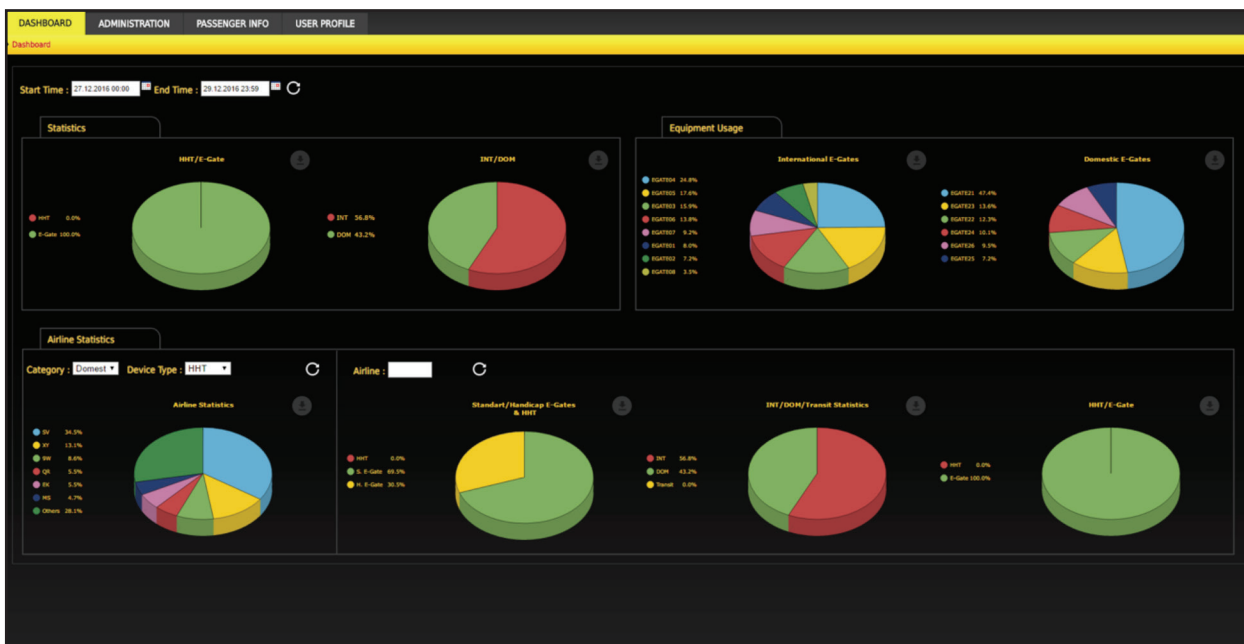 DASHBOARD ADMINISTRATION PASSENGER INFO USER PROFILE
Dashboard
Start Time : 27.12.2016 00:00 End Time : 29.12.2016 23:59
Statistics
HHT/E-Gate
HHT 0.0%
E-Gate 100.0%
INT/DOM
INT 56.8%
DOM 43.2%
Equipment Usage
International E-Gates
EGATE04 24.8%
EGATE05 17.6%
EGATE03 15.9%
EGATE06 13.8%
EGATE07 9.2%
EGATE01 8.0%
EGATE02 7.2%
EGATE08 3.5%
Domestic E-Gates
EGATE21 47.4%
EGATE23 13.6%
EGATE22 12.3%
EGATE24 10.1%
EGATE26 9.5%
EGATE25 7.2%
Airline Statistics
Category : Domest Device Type : HHT
Airline Statistics
SV 34.5%
XY 13.1%
9W 8.6%
QR 5.5%
EK 5.5%
MS 4.7%
Others 28.1%
Airline :
Standart/Handicap E-Gates
& HHT
HHT 0.0%
S. E-Gate 69.5%
H. E-Gate 30.5%
INT/DOM/Transit Statistics
INT 56.8%
DOM 43.2%
Transit 0.0%
HHT/E-Gate
HHT 0.0%
E-Gate 100.0%